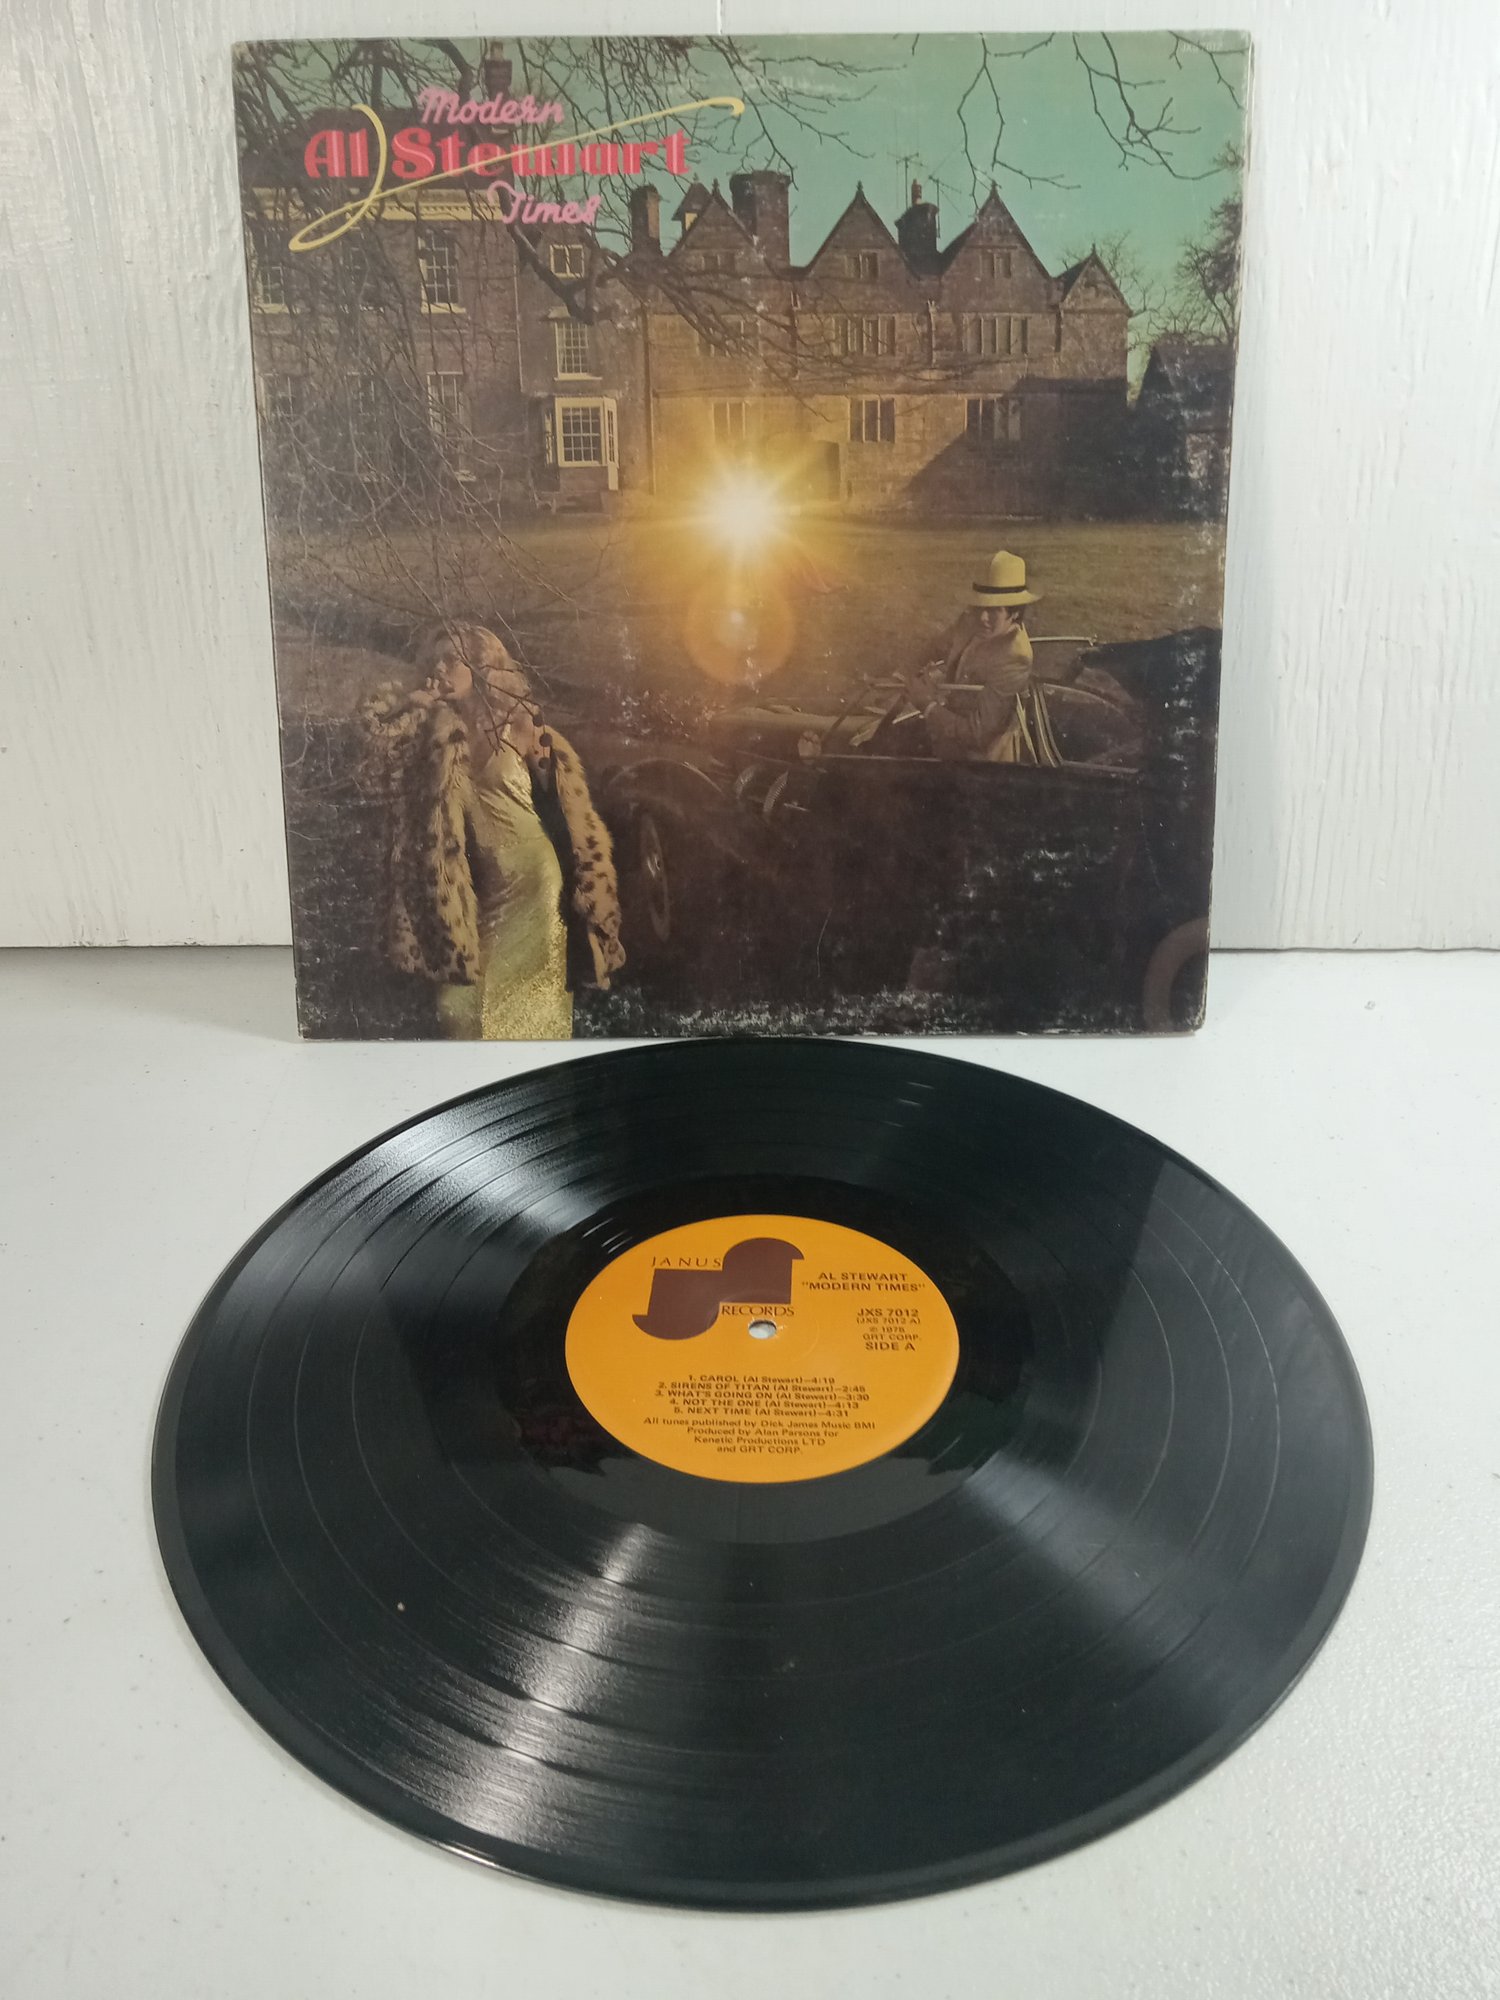 Modern
Al Stewart
Times
JANUS
RECORDS
AL STEWART
"MODERN TIMES"
JXS 7012
(JXS 7012 A)
℗ 1975
GRT CORP.
SIDE A
1. CAROL (Al Stewart)—4:19
2. SIRENS OF TITAN (Al Stewart)—2:45
3. WHAT'S GOING ON (Al Stewart)—3:30
4. NOT THE ONE (Al Stewart)—4:13
5. NEXT TIME (Al Stewart)—4:31
All tunes published by Dick James Music BMI
Produced by Alan Parsons for
Kenetic Productions LTD
and GRT CORP.